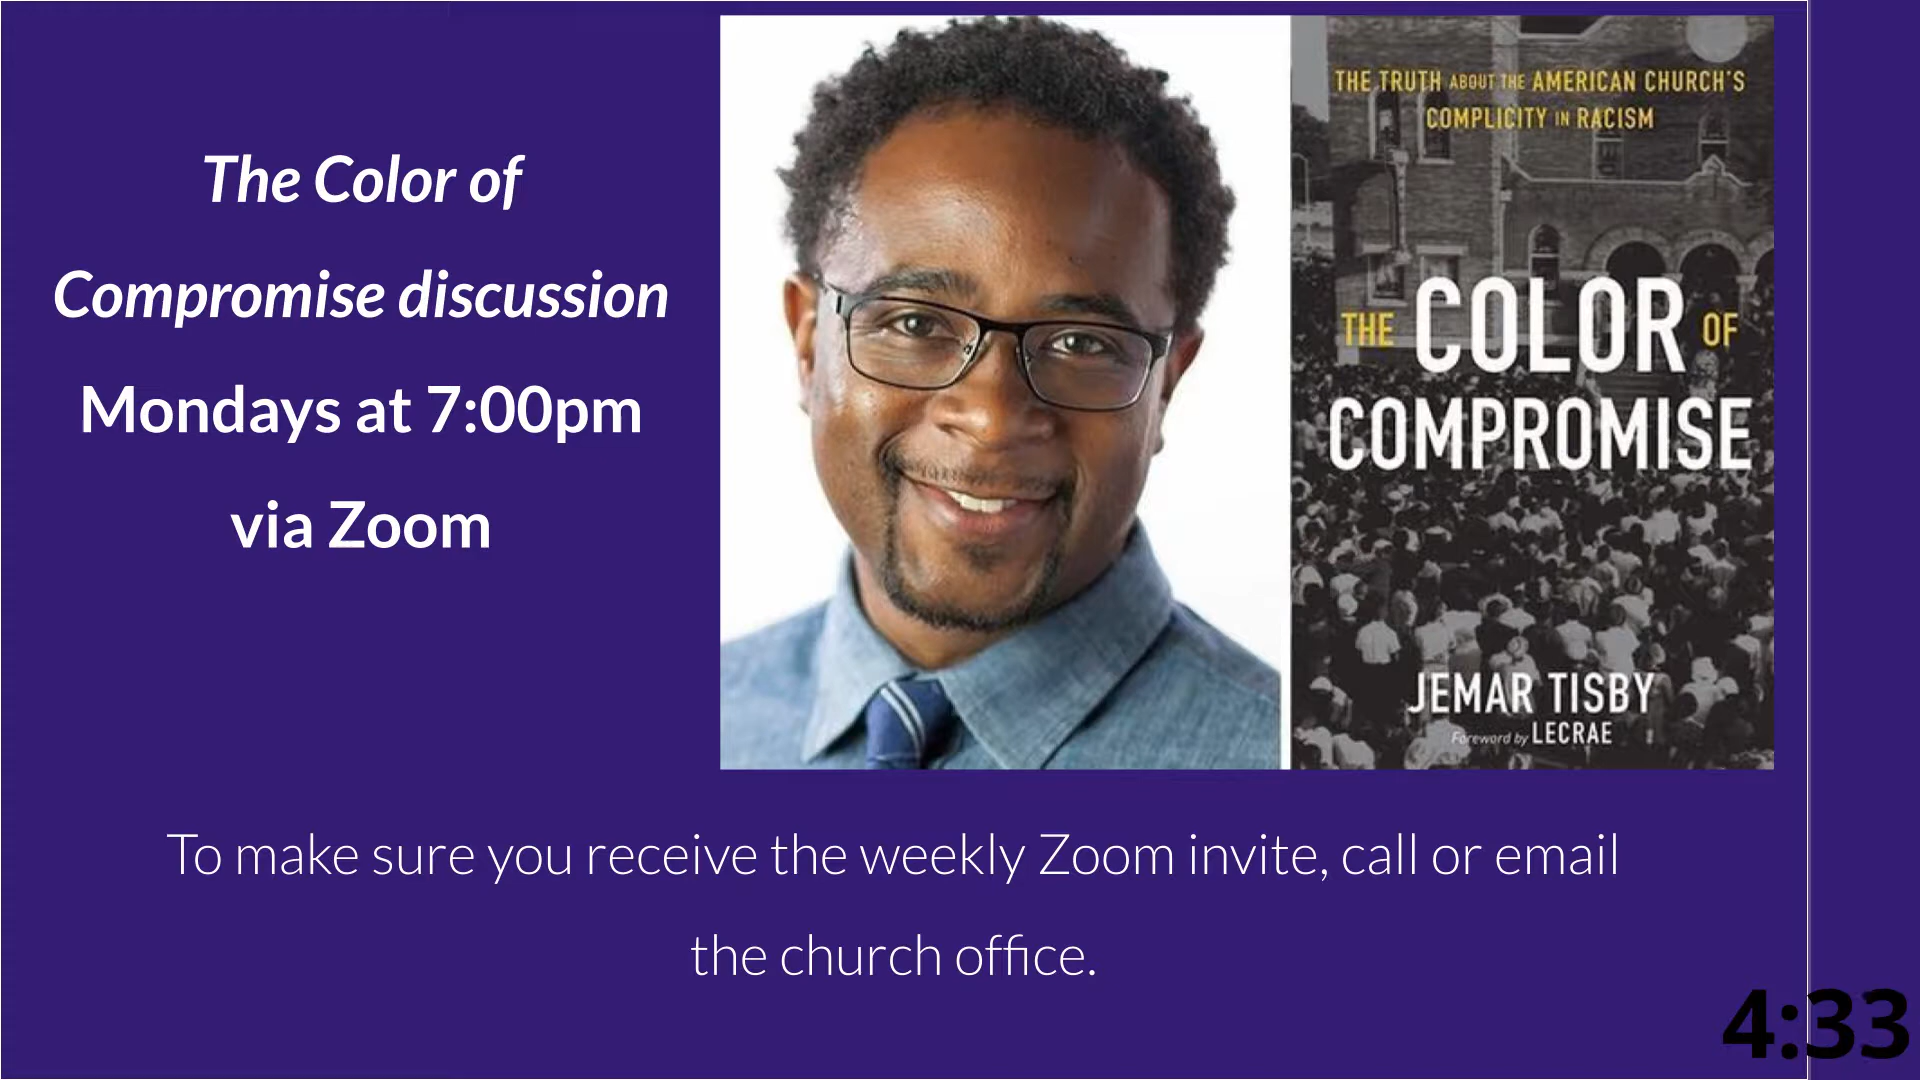 The Color of
Compromise discussion
Mondays at 7:00pm
via Zoom
THE TRUTH ABOUT THE AMERICAN CHURCH'S
COMPLICITY IN RACISM
THE COLOR OF
COMPROMISE
JEMAR TISBY
Foreword by LECRAE
To make sure you receive the weekly Zoom invite, call or email
the church office.
4:33